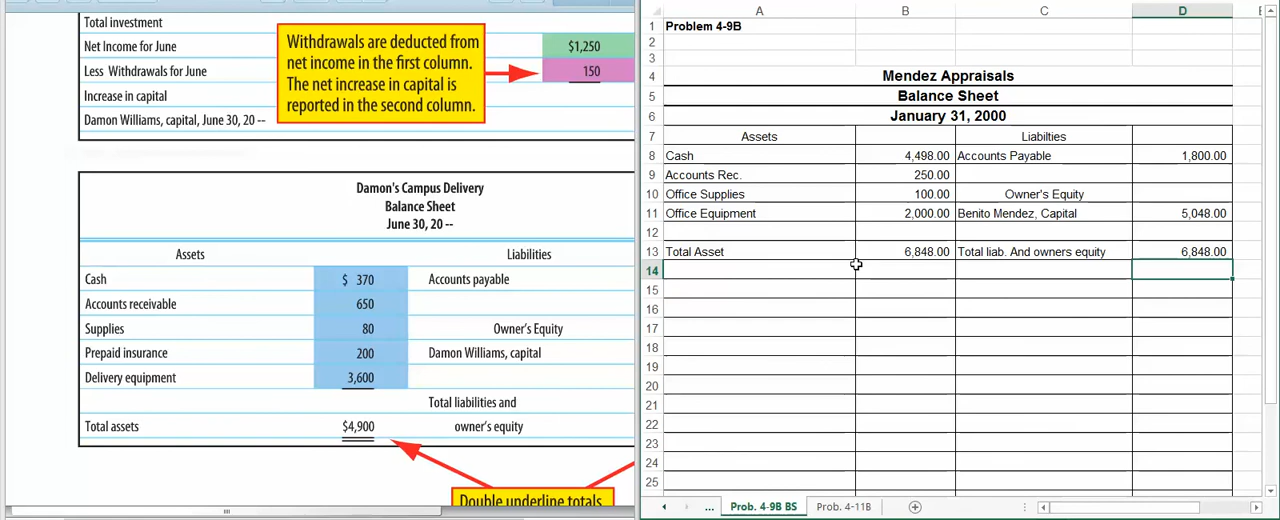 Total investment
Net Income for June $1,250
Less Withdrawals for June 150
Increase in capital
Damon Williams, capital, June 30, 20 --
Withdrawals are deducted from
net income in the first column.
The net increase in capital is
reported in the second column.
Damon's Campus Delivery
Balance Sheet
June 30, 20 --
Assets Liabilities
Cash $ 370 Accounts payable
Accounts receivable 650
Supplies 80 Owner's Equity
Prepaid insurance 200 Damon Williams, capital
Delivery equipment 3,600
Total liabilities and
Total assets $4,900 owner's equity
Double underline totals
A B C D E
1 Problem 4-9B
2
3
4 Mendez Appraisals
5 Balance Sheet
6 January 31, 2000
7 Assets Liabilties
8 Cash 4,498.00 Accounts Payable 1,800.00
9 Accounts Rec. 250.00
10 Office Supplies 100.00 Owner's Equity
11 Office Equipment 2,000.00 Benito Mendez, Capital 5,048.00
12
13 Total Asset 6,848.00 Total liab. And owners equity 6,848.00
14
15
16
17
18
19
20
21
22
23
24
25
... Prob. 4-9B BS Prob. 4-11B